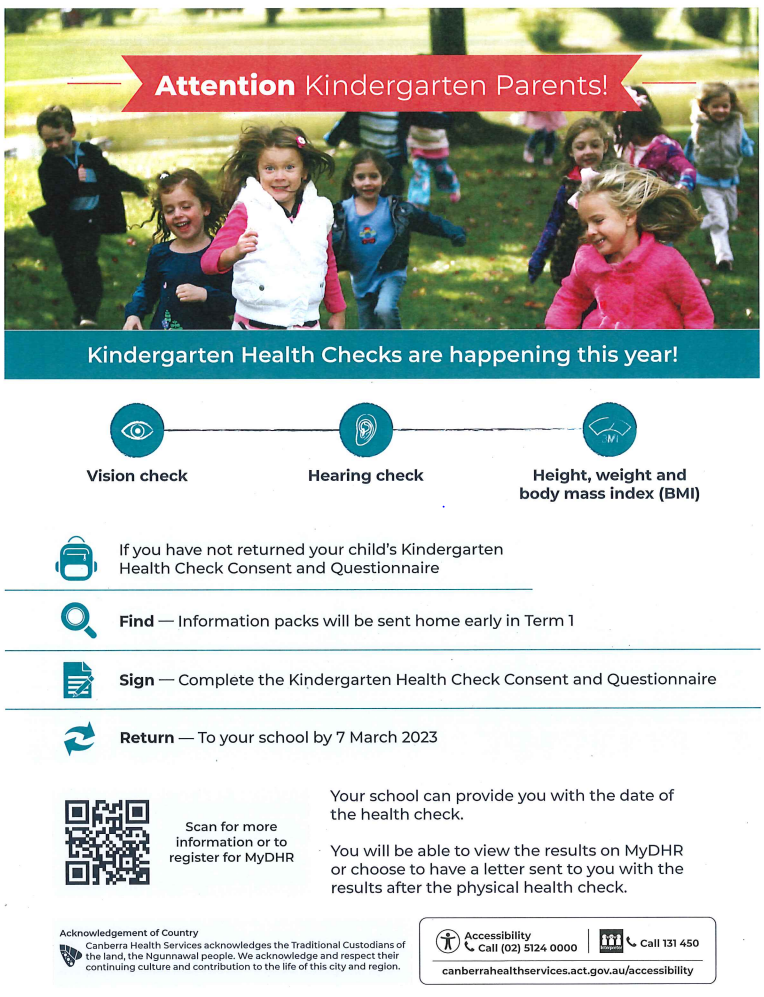 Attention Kindergarten Parents!
Kindergarten Health Checks are happening this year!
Vision check
Hearing check
Height, weight and
body mass index (BMI)
If you have not returned your child's Kindergarten
Health Check Consent and Questionnaire
Find — Information packs will be sent home early in Term 1
Sign — Complete the Kindergarten Health Check Consent and Questionnaire
Return — To your school by 7 March 2023
Scan for more
information or to
register for MyDHR
Your school can provide you with the date of
the health check.
You will be able to view the results on MyDHR
or choose to have a letter sent to you with the
results after the physical health check.
Acknowledgement of Country
Canberra Health Services acknowledges the Traditional Custodians of
the land, the Ngunnawal people. We acknowledge and respect their
continuing culture and contribution to the life of this city and region.
Accessibility
Call (02) 5124 0000
Interpreter
Call 131 450
canberrahealthservices.act.gov.au/accessibility